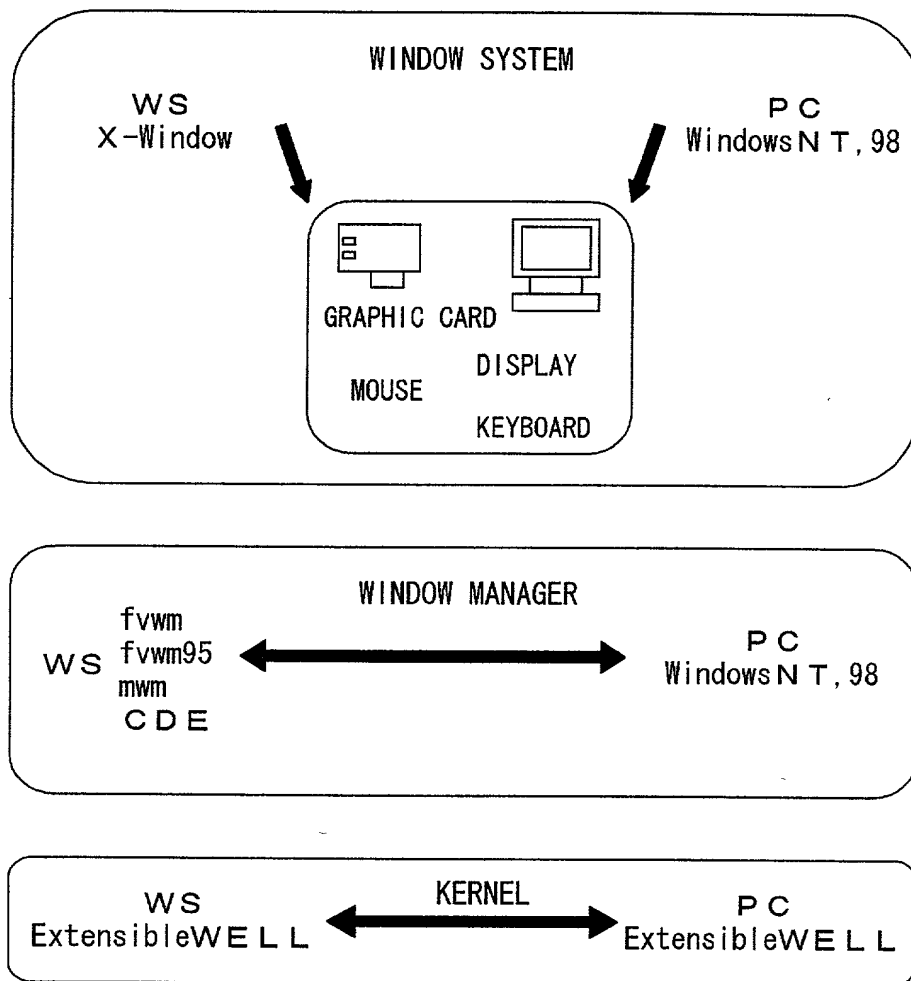 WINDOW SYSTEM
WS
X-Window
PC
WindowsNT,98
GRAPHIC CARD
DISPLAY
MOUSE
KEYBOARD
WINDOW MANAGER
fvwm
WS fvwm95
mwm
CDE
PC
WindowsNT,98
KERNEL
WS
ExtensibleWELL
PC
ExtensibleWELL